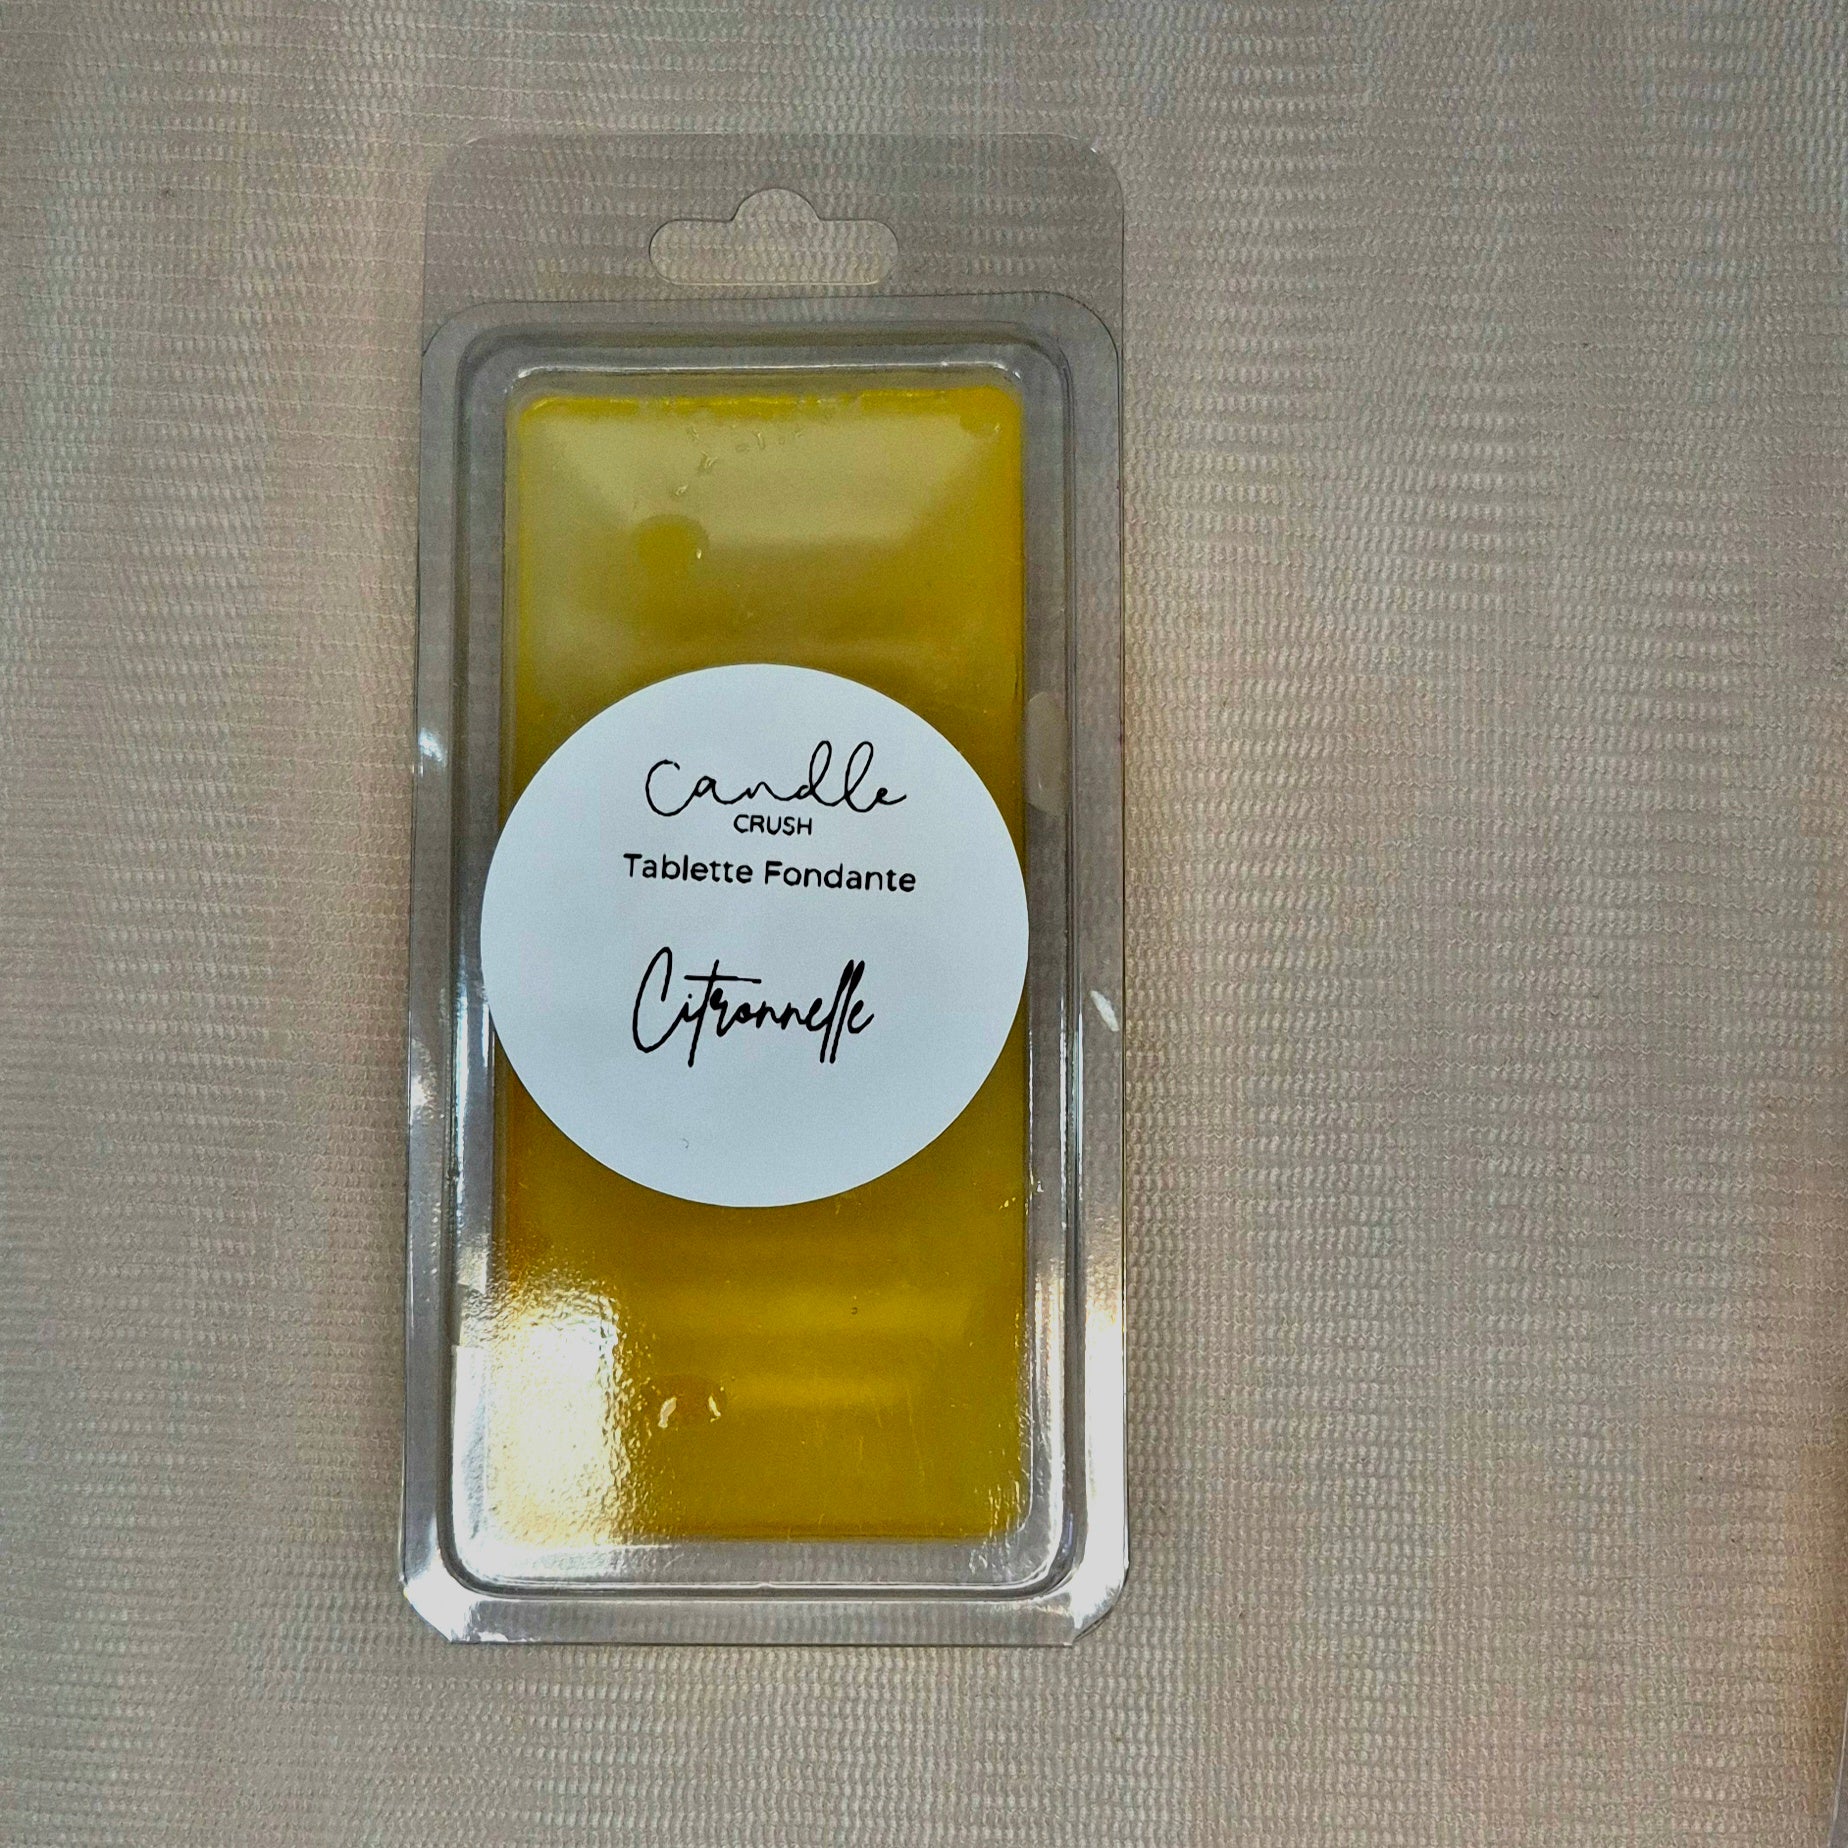 Candle
CRUSH
Tablette Fondante
Citronnelle